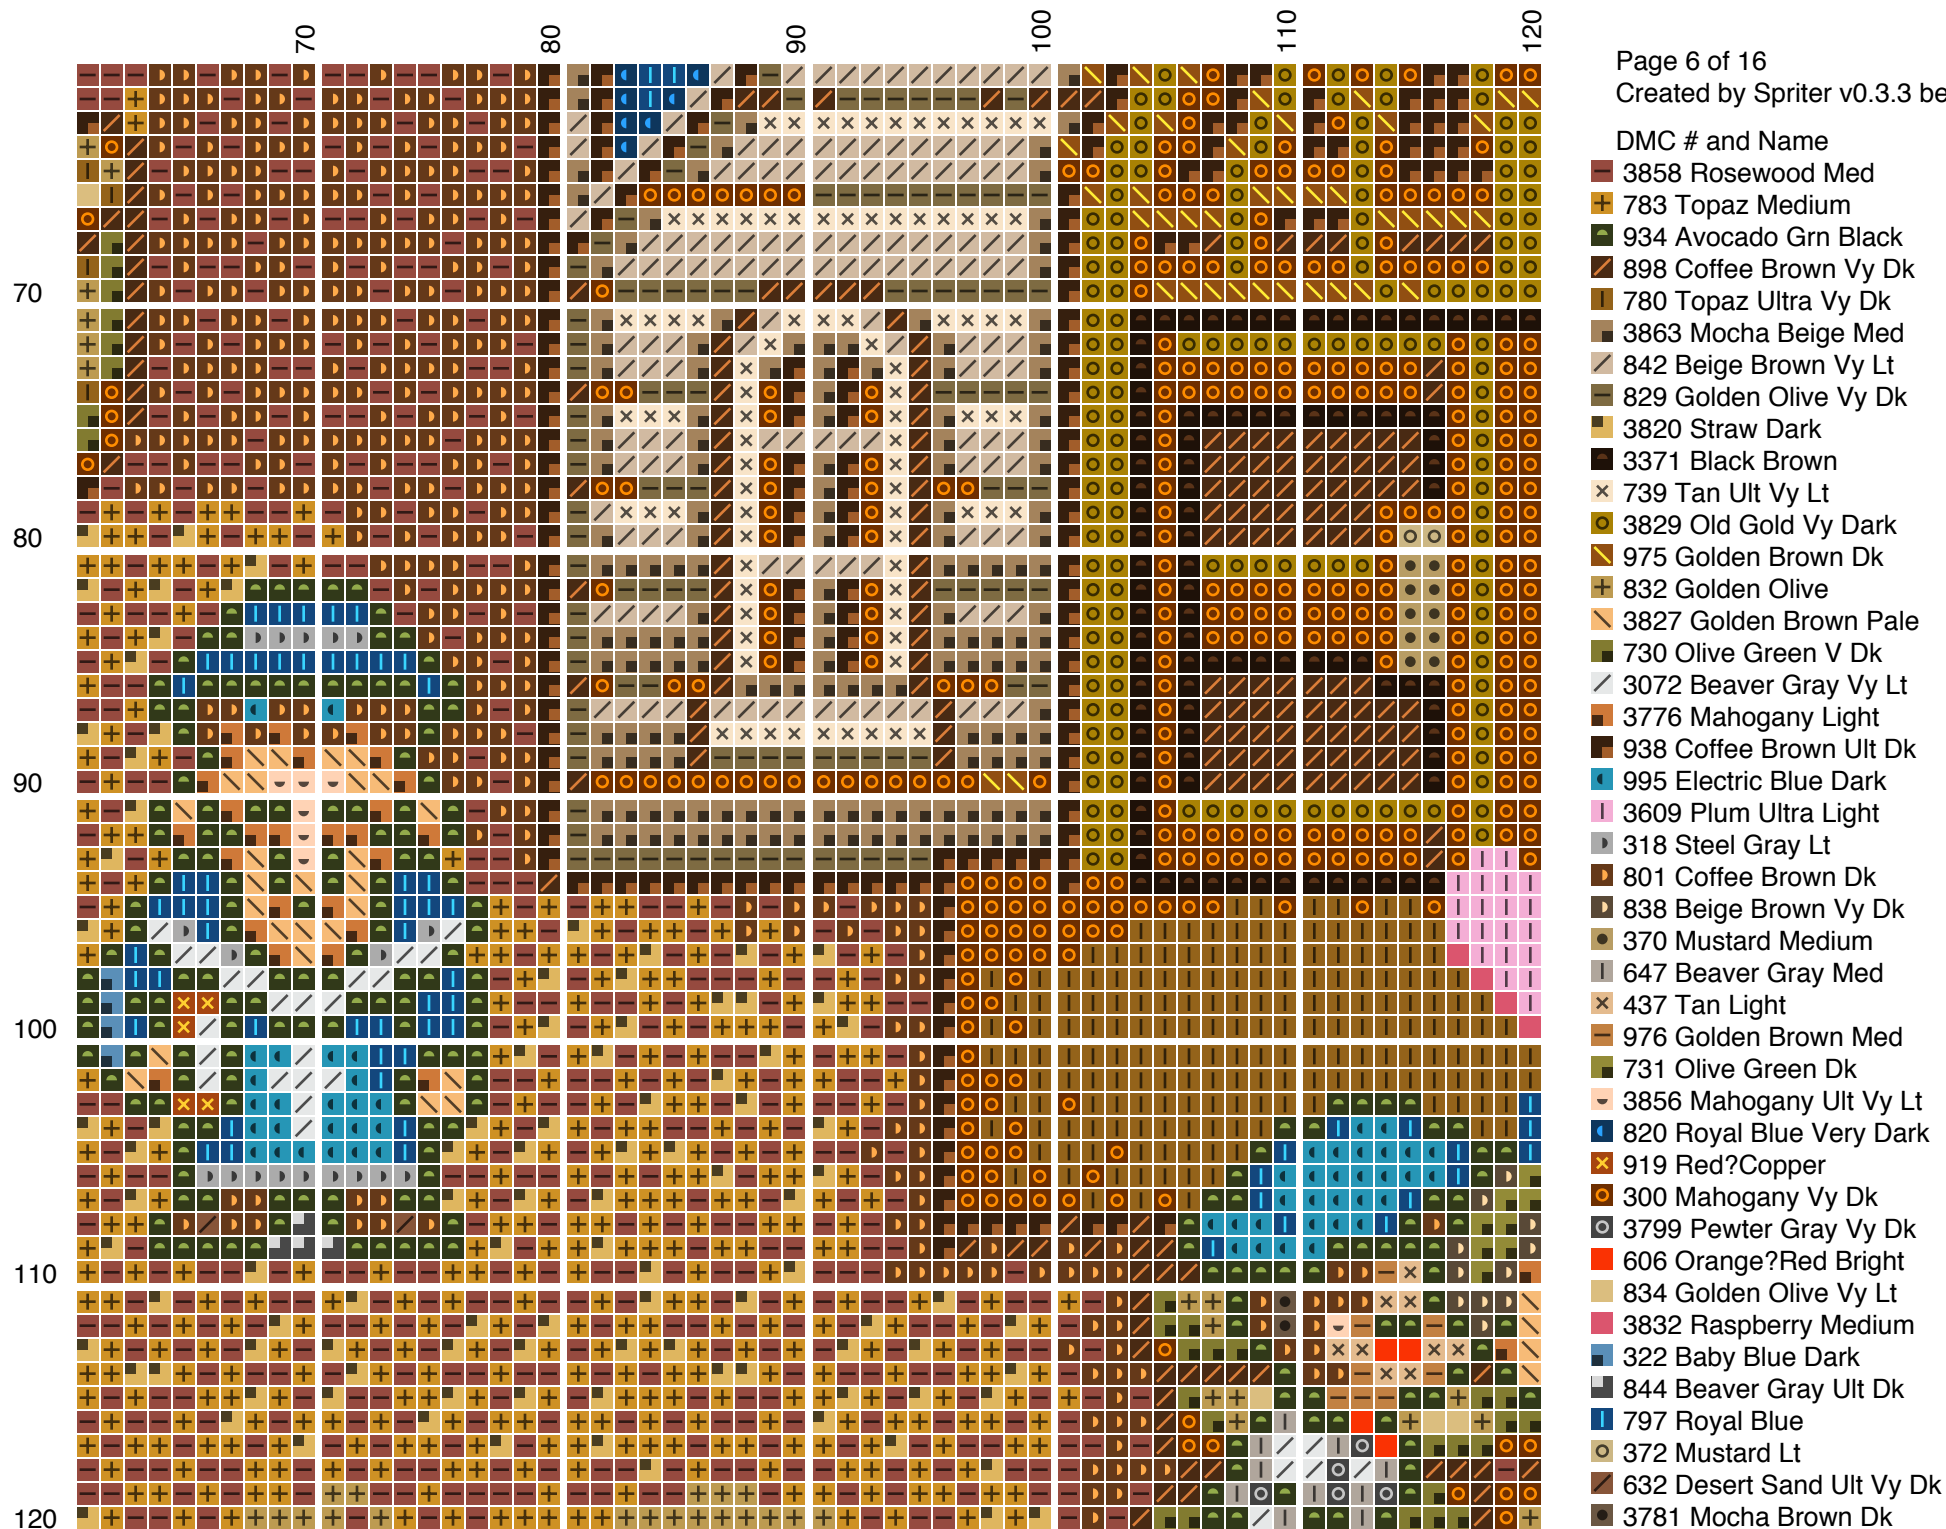 70 80 90 100 110 120
Page 6 of 16
Created by Spriter v0.3.3 be
DMC # and Name
3858 Rosewood Med
783 Topaz Medium
934 Avocado Grn Black
898 Coffee Brown Vy Dk
70
780 Topaz Ultra Vy Dk
3863 Mocha Beige Med
842 Beige Brown Vy Lt
829 Golden Olive Vy Dk
3820 Straw Dark
3371 Black Brown
739 Tan Ult Vy Lt
3829 Old Gold Vy Dark
80
975 Golden Brown Dk
832 Golden Olive
3827 Golden Brown Pale
730 Olive Green V Dk
3072 Beaver Gray Vy Lt
3776 Mahogany Light
938 Coffee Brown Ult Dk
90
995 Electric Blue Dark
3609 Plum Ultra Light
318 Steel Gray Lt
801 Coffee Brown Dk
838 Beige Brown Vy Dk
370 Mustard Medium
647 Beaver Gray Med
437 Tan Light
100
976 Golden Brown Med
731 Olive Green Dk
3856 Mahogany Ult Vy Lt
820 Royal Blue Very Dark
919 Red?Copper
300 Mahogany Vy Dk
3799 Pewter Gray Vy Dk
606 Orange?Red Bright
110
834 Golden Olive Vy Lt
3832 Raspberry Medium
322 Baby Blue Dark
844 Beaver Gray Ult Dk
797 Royal Blue
372 Mustard Lt
632 Desert Sand Ult Vy Dk
3781 Mocha Brown Dk
120